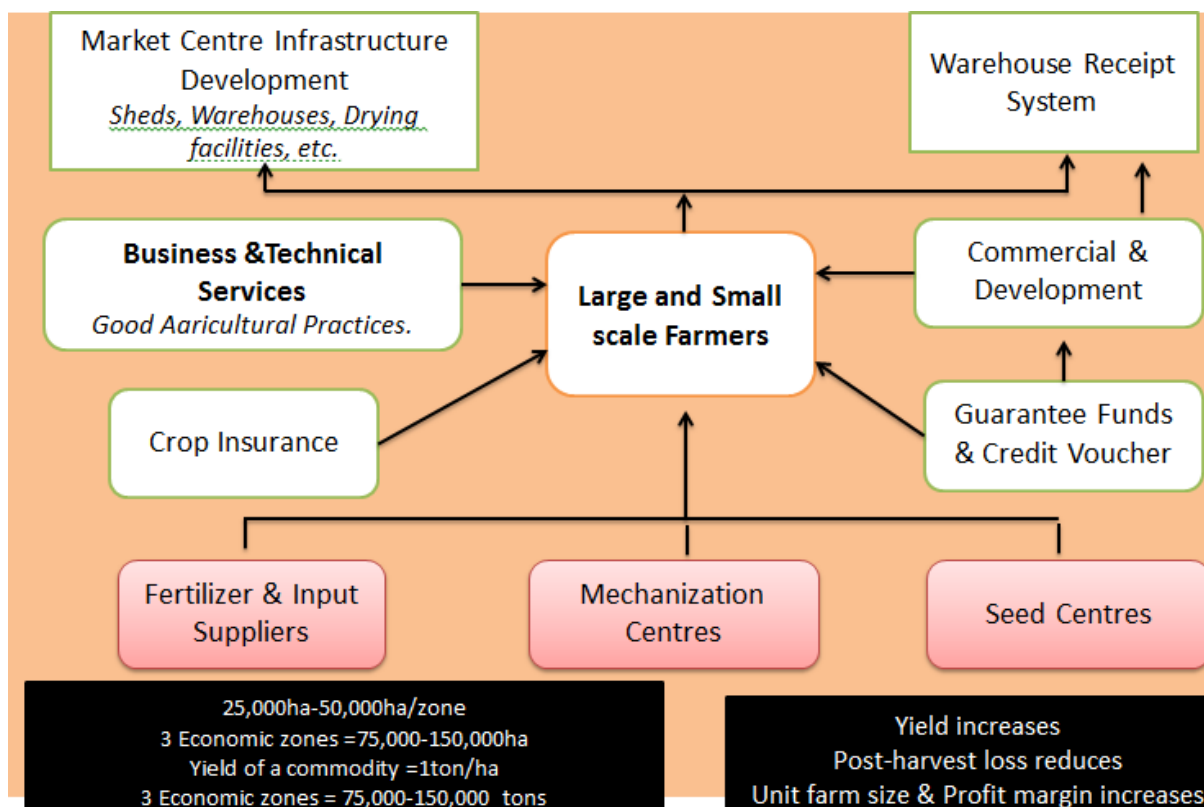 Market Centre Infrastructure
Development
Sheds, Warehouses, Drying
facilities, etc.
Warehouse Receipt
System
Business &Technical
Services
Good Aaricultural Practices.
Large and Small
scale Farmers
Commercial &
Development
Crop Insurance
Guarantee Funds
& Credit Voucher
Fertilizer & Input
Suppliers
Mechanization
Centres
Seed Centres
25,000ha-50,000ha/zone
3 Economic zones =75,000-150,000ha
Yield of a commodity =1ton/ha
3 Economic zones = 75,000-150,000 tons
Yield increases
Post-harvest loss reduces
Unit farm size & Profit margin increases